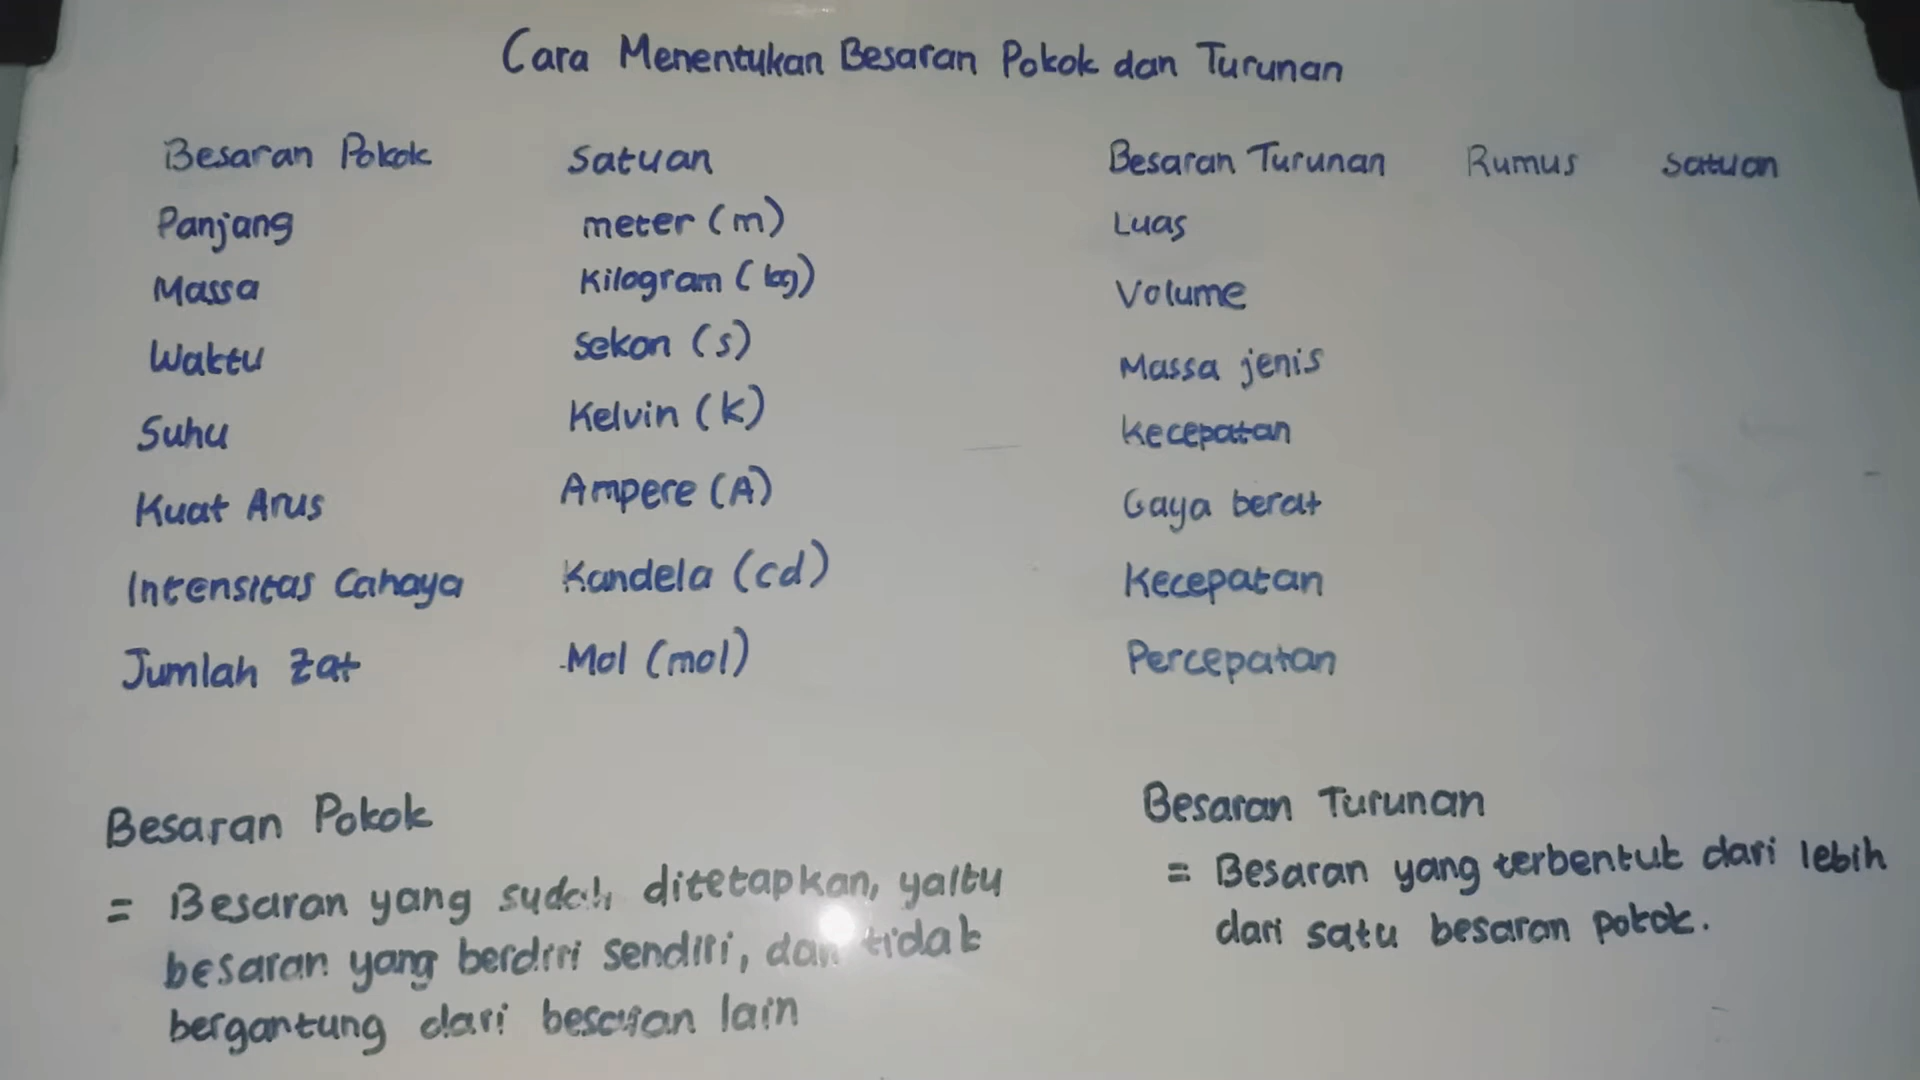 Cara Menentukan Besaran Pokok dan Turunan
Besaran Pokok Satuan
Panjang meter (m)
Massa Kilogram (kg)
Waktu Sekon (s)
Suhu Kelvin (K)
Kuat Arus Ampere (A)
Intensitas Cahaya Kandela (cd)
Jumlah Zat Mol (mol)
Besaran Turunan Rumus Satuan
Luas
Volume
Massa jenis
Kecepatan
Gaya berat
Kecepatan
Percepatan
Besaran Pokok
= Besaran yang sudah ditetapkan, yaitu
besaran yang berdiri sendiri, dan tidak
bergantung dari besaran lain
Besaran Turunan
= Besaran yang terbentuk dari lebih
dari satu besaran pokok.